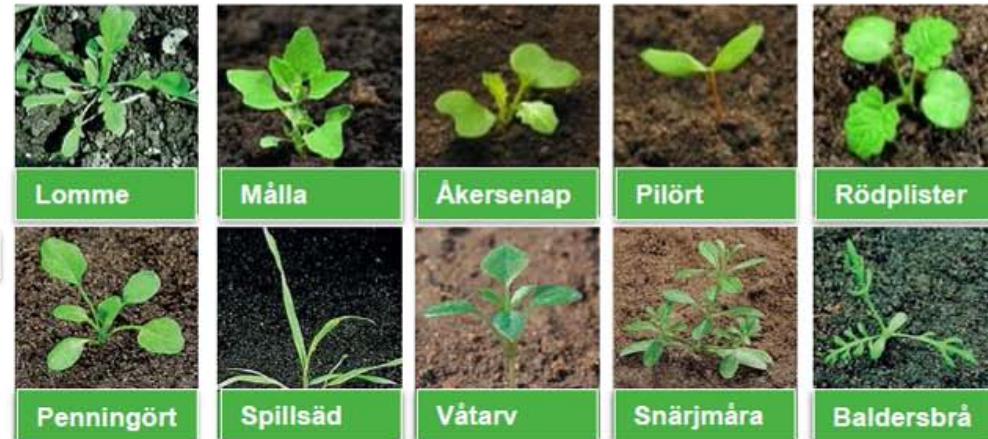 Lomme
Målla
Åkersenap
Pilört
Rödplister
Penningört
Spillsäd
Våtarv
Snärjmåra
Baldersbrå